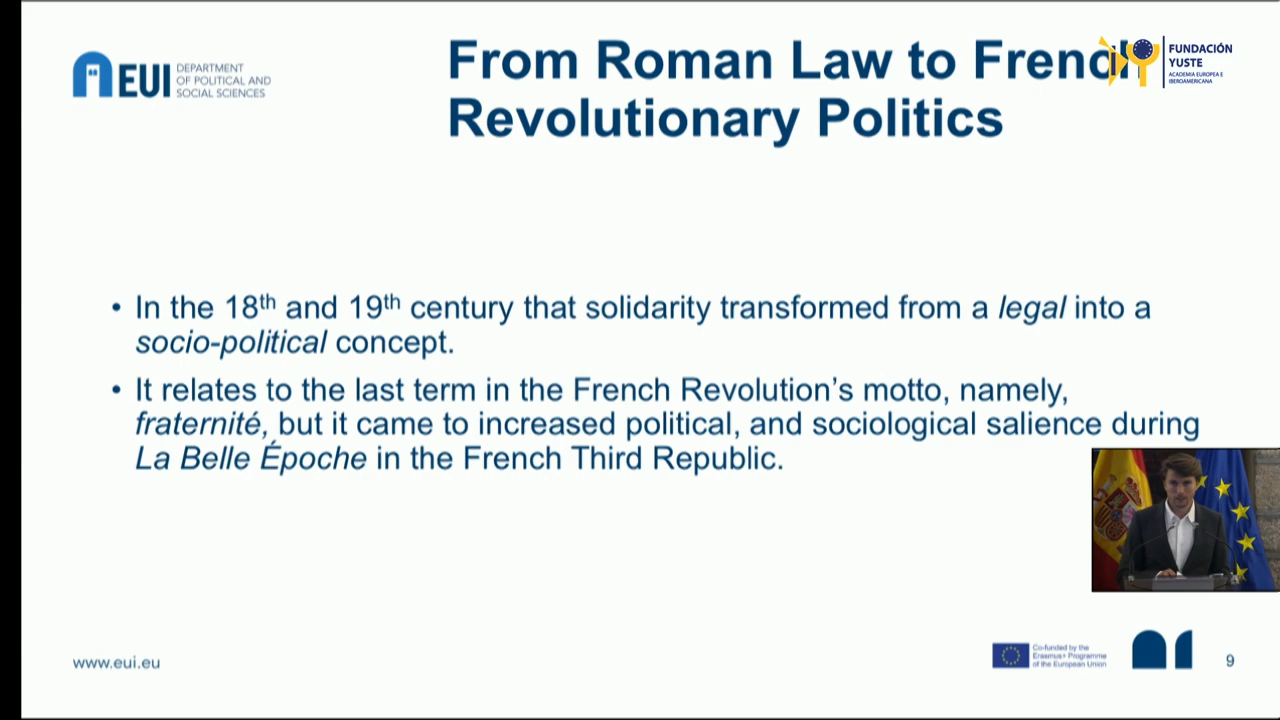 EUI
DEPARTMENT
OF POLITICAL AND
SOCIAL SCIENCES
From Roman Law to French
Revolutionary Politics
FUNDACIÓN
YUSTE
ACADEMIA EUROPEA E
IBEROAMERICANA
• In the 18th and 19th century that solidarity transformed from a legal into a
socio-political concept.
• It relates to the last term in the French Revolution’s motto, namely,
fraternité, but it came to increased political, and sociological salience during
La Belle Époche in the French Third Republic.
www.eui.eu
Co-funded by the
Erasmus+ Programme
of the European Union
9